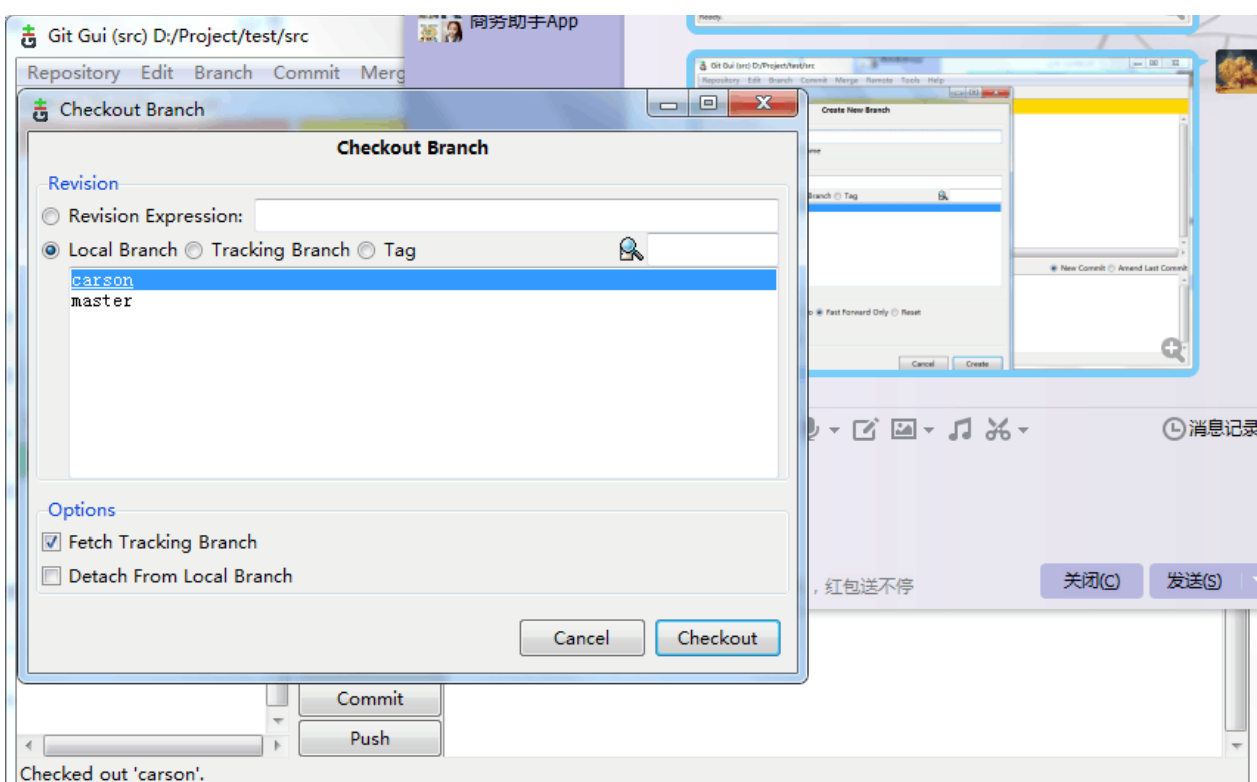 Git Gui (src) D:/Project/test/src
商务助手App
Ready.
Repository Edit Branch Commit Merg
Git Gui (src) D:/Project/test/src
Repository Edit Branch Commit Merge Remote Tools Help
Checkout Branch
Create New Branch
Checkout Branch
Revision
Revision Expression:
Local Branch Tracking Branch Tag
Branch Tag
carson
master
New Commit Amend Last Commit
Fast Forward Only Reset
Cancel Create
消息记录
Options
Fetch Tracking Branch
Detach From Local Branch
,红包送不停
关闭(C) 发送(S)
Cancel Checkout
Commit
Push
Checked out 'carson'.